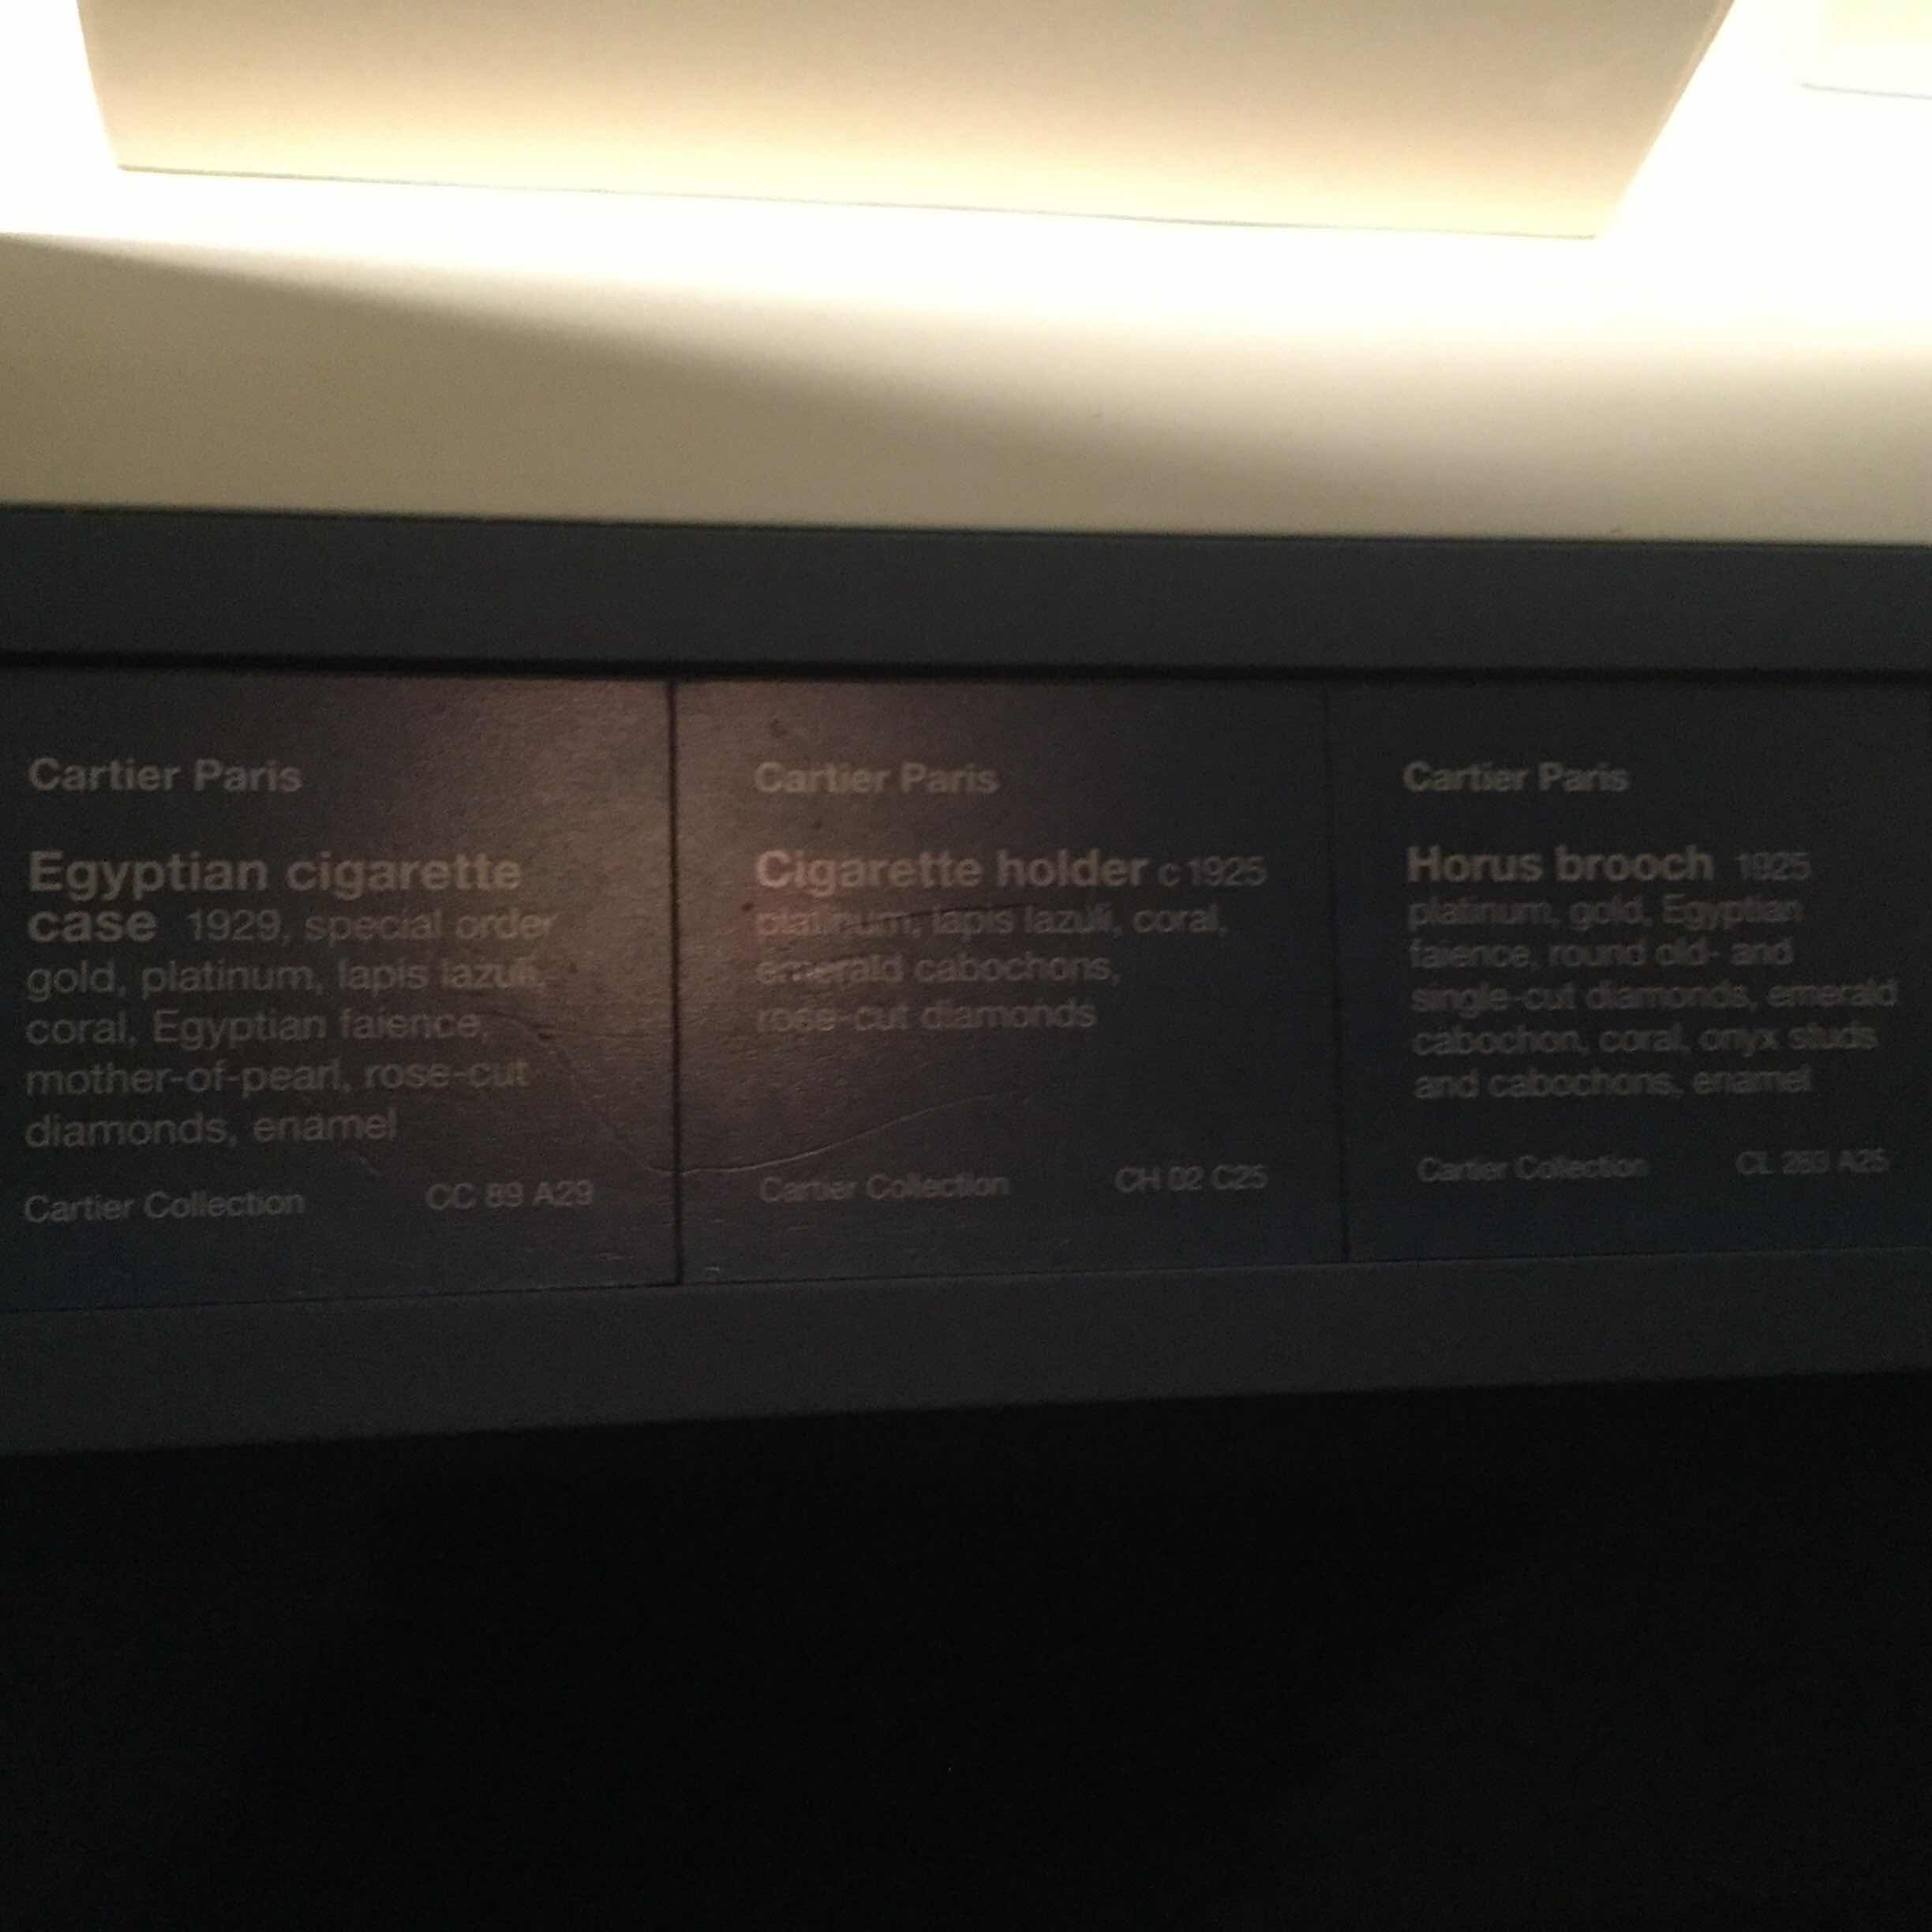 Cartier Paris
Egyptian cigarette
case 1929, special order
gold, platinum, lapis lazuli,
coral, Egyptian faience,
mother-of-pearl, rose-cut
diamonds, enamel
Cartier Collection CC 89 A29
Cartier Paris
Cigarette holder c1925
platinum, lapis lazuli, coral,
emerald cabochons,
rose-cut diamonds
Cartier Collection CH 02 C25
Cartier Paris
Horus brooch 1925
platinum, gold, Egyptian
faience, round old- and
single-cut diamonds, emerald
cabochon, coral, onyx studs
and cabochons, enamel
Cartier Collection CL A25